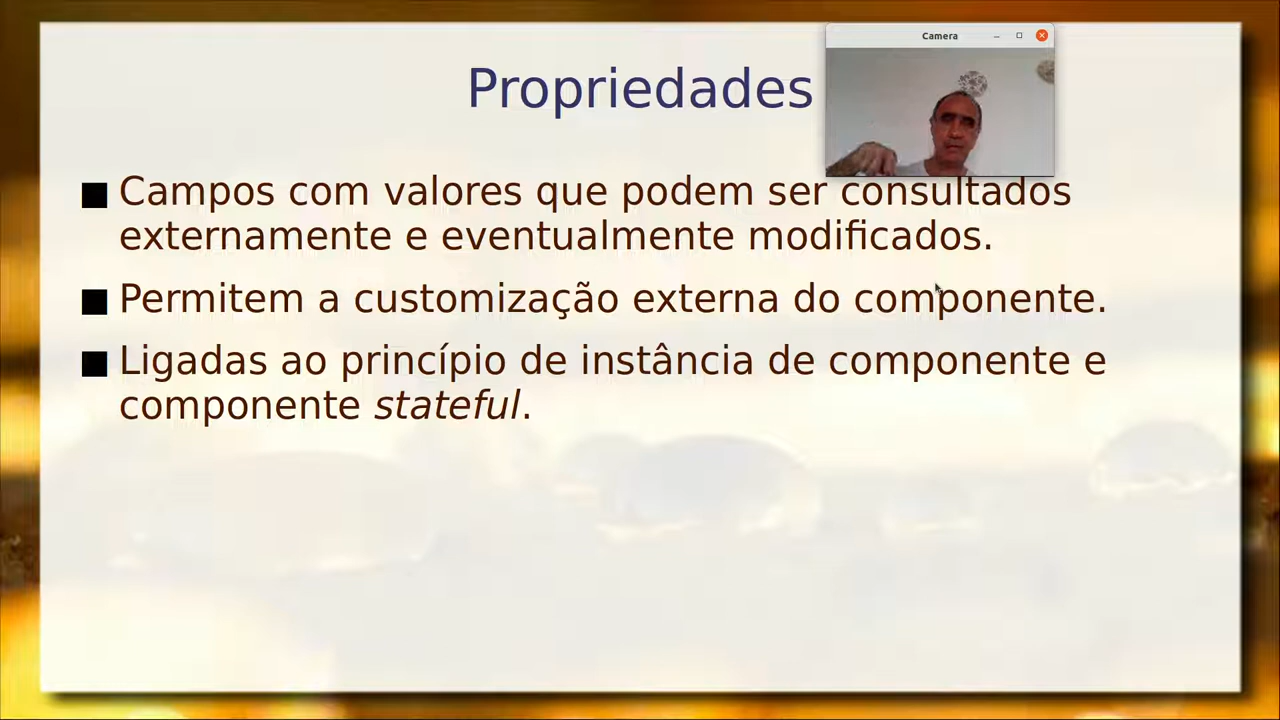 Camera
Propriedades
■ Campos com valores que podem ser consultados
externamente e eventualmente modificados.
■ Permitem a customização externa do componente.
■ Ligadas ao princípio de instância de componente e
componente stateful.